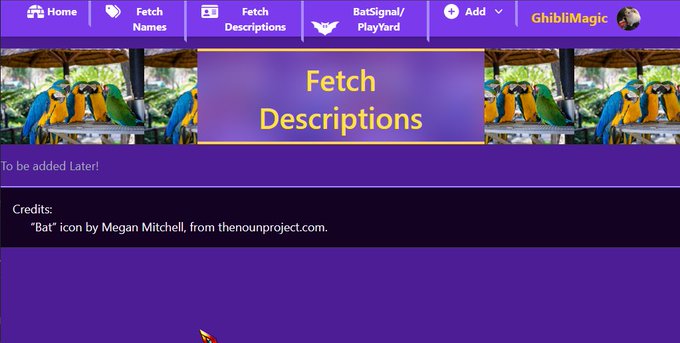 Home
Fetch
Names
Fetch
Descriptions
BatSignal/
PlayYard
Add
GhibliMagic
Fetch
Descriptions
To be added Later!
Credits:
“Bat” icon by Megan Mitchell, from thenounproject.com.